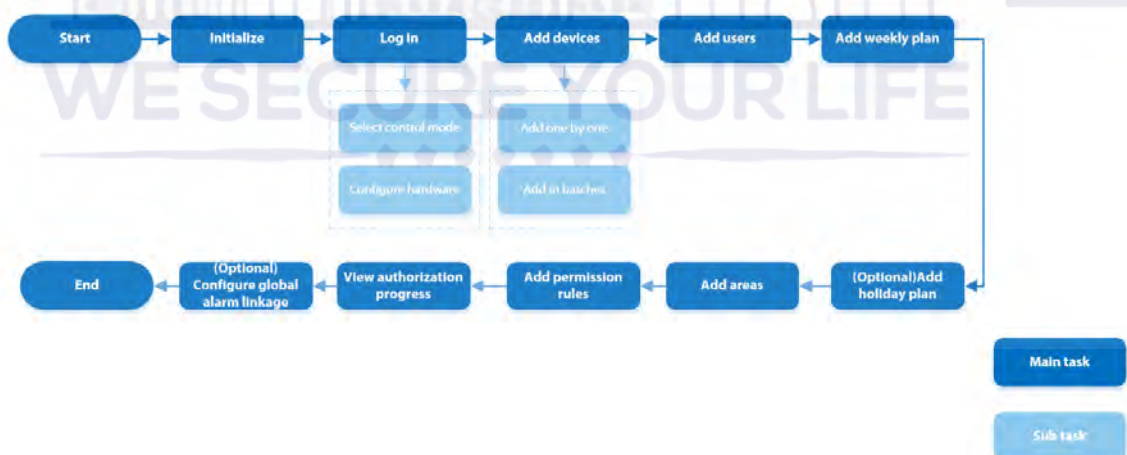 Start
Initialize
Log in
Add devices
Add users
Add weekly plan
WE SECURE YOUR LIFE
Select control mode
Add one by one
Configure hardware
Add in batches
End
(Optional)
Configure global
alarm linkage
View authorization
progress
Add permission
rules
Add areas
(Optional)Add
holiday plan
Main task
Sub task